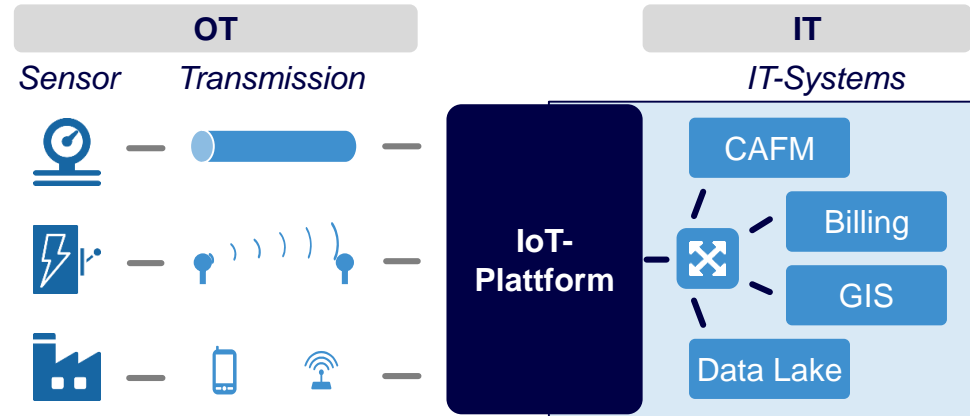 OT
IT
Sensor
Transmission
IT-Systems
CAFM
Billing
IoT-
Plattform
GIS
Data Lake